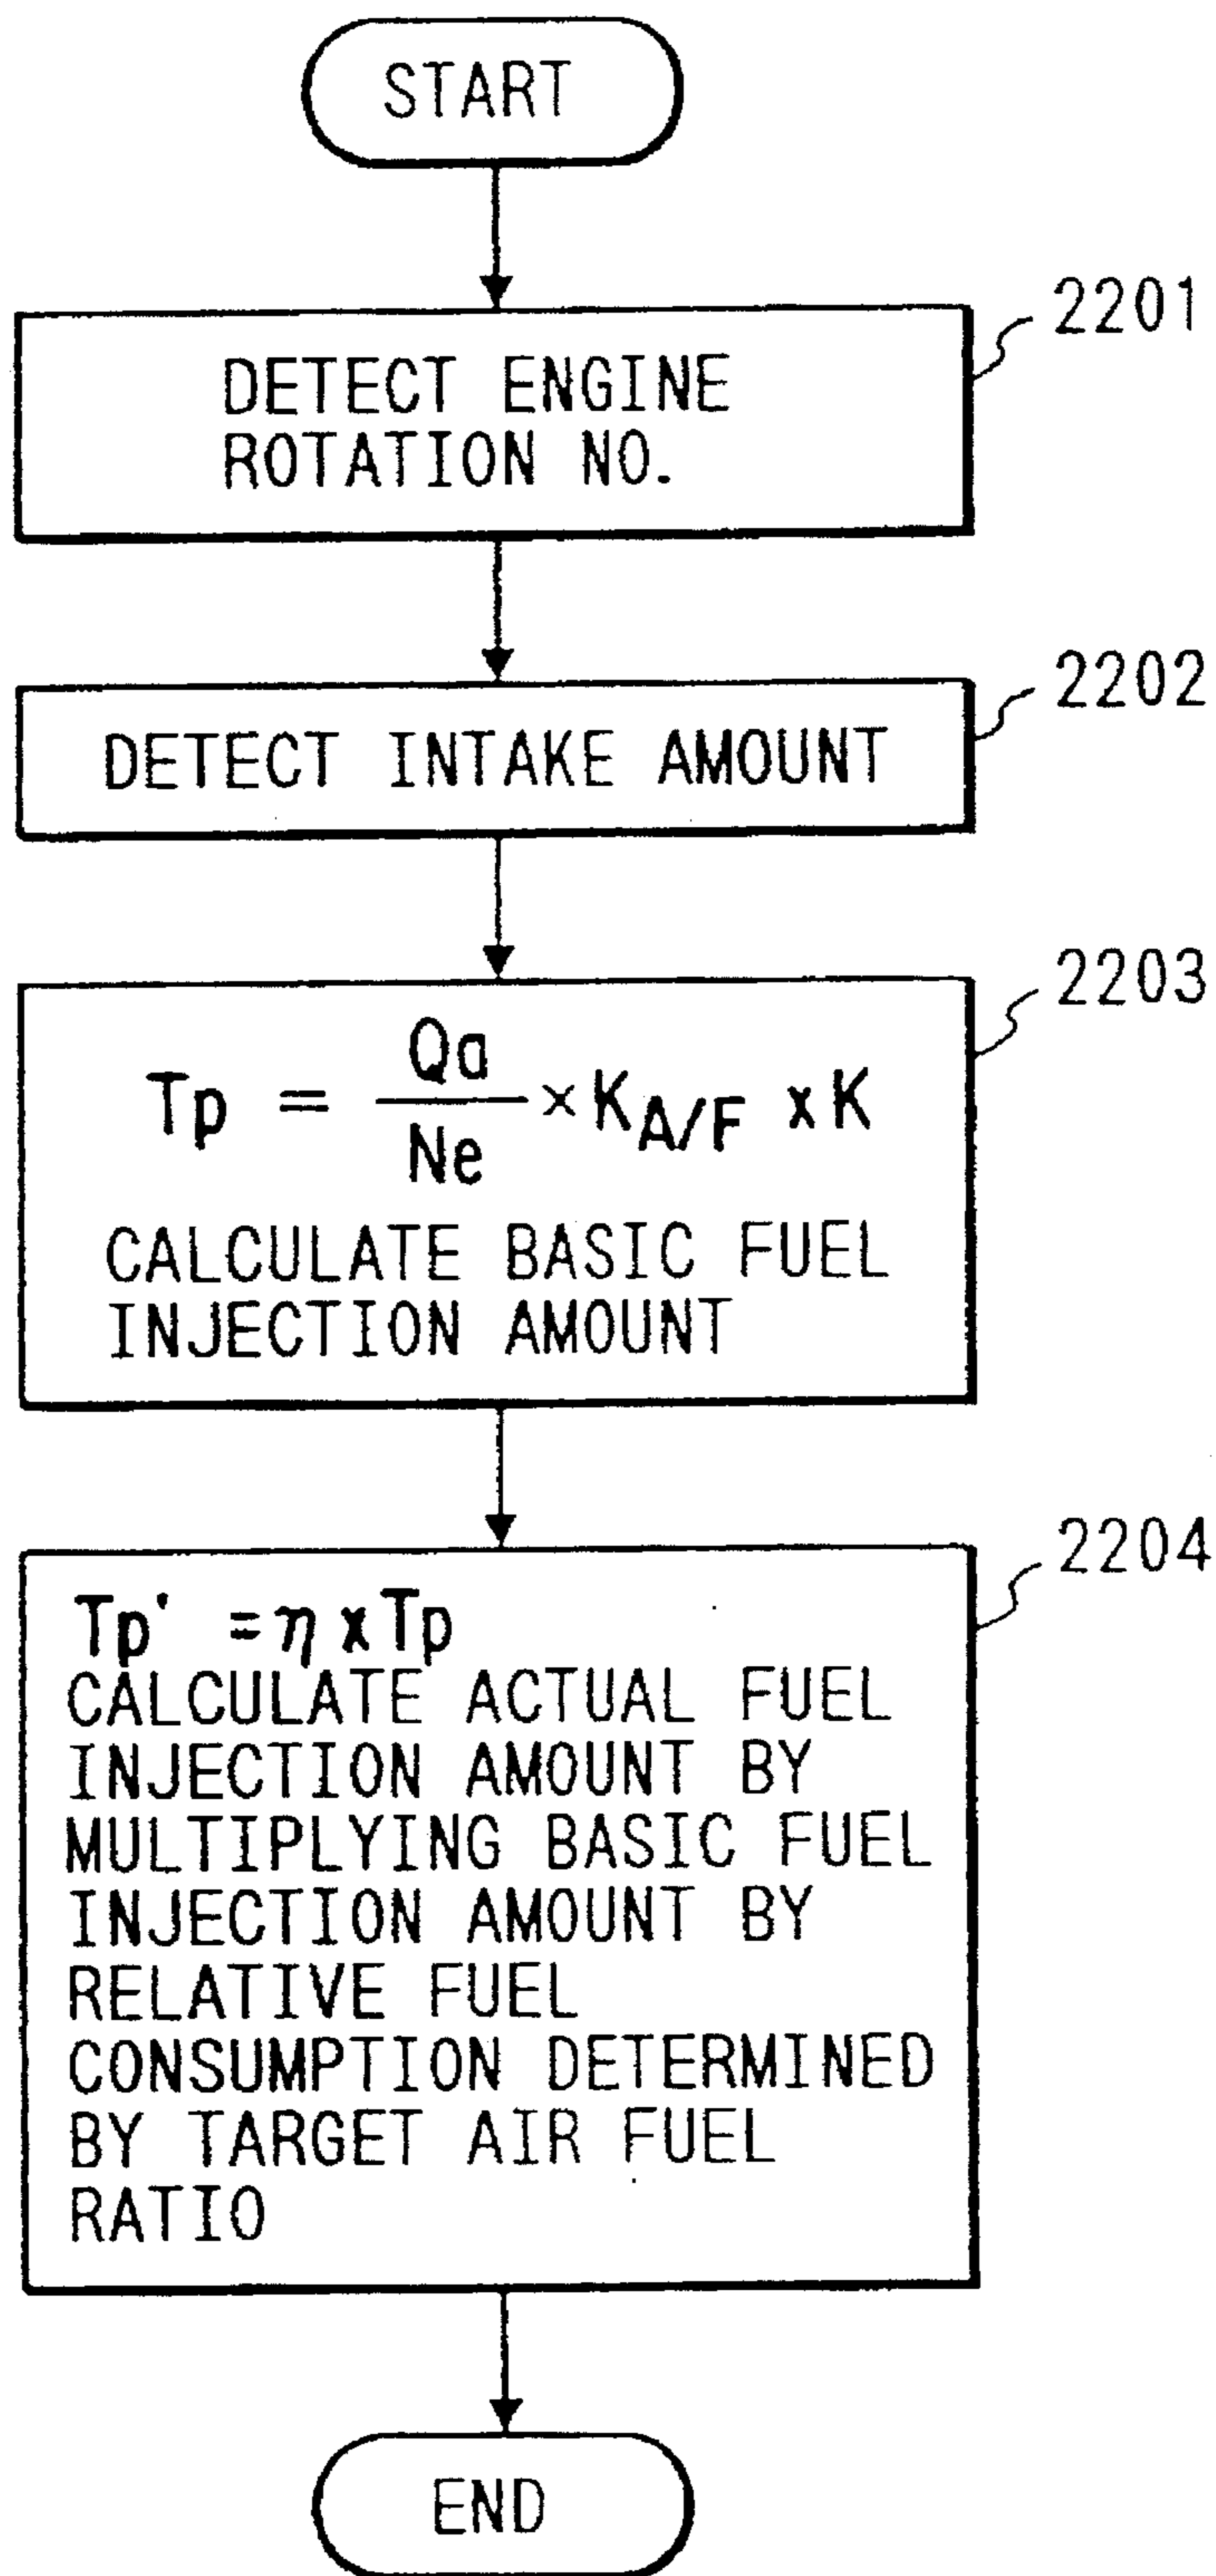 START
2201
DETECT ENGINE
ROTATION NO.
2202
DETECT INTAKE AMOUNT
2203
Tp = Qa/Ne × K_A/F × K
CALCULATE BASIC FUEL
INJECTION AMOUNT
2204
Tp' = η × Tp
CALCULATE ACTUAL FUEL
INJECTION AMOUNT BY
MULTIPLYING BASIC FUEL
INJECTION AMOUNT BY
RELATIVE FUEL
CONSUMPTION DETERMINED
BY TARGET AIR FUEL
RATIO
END